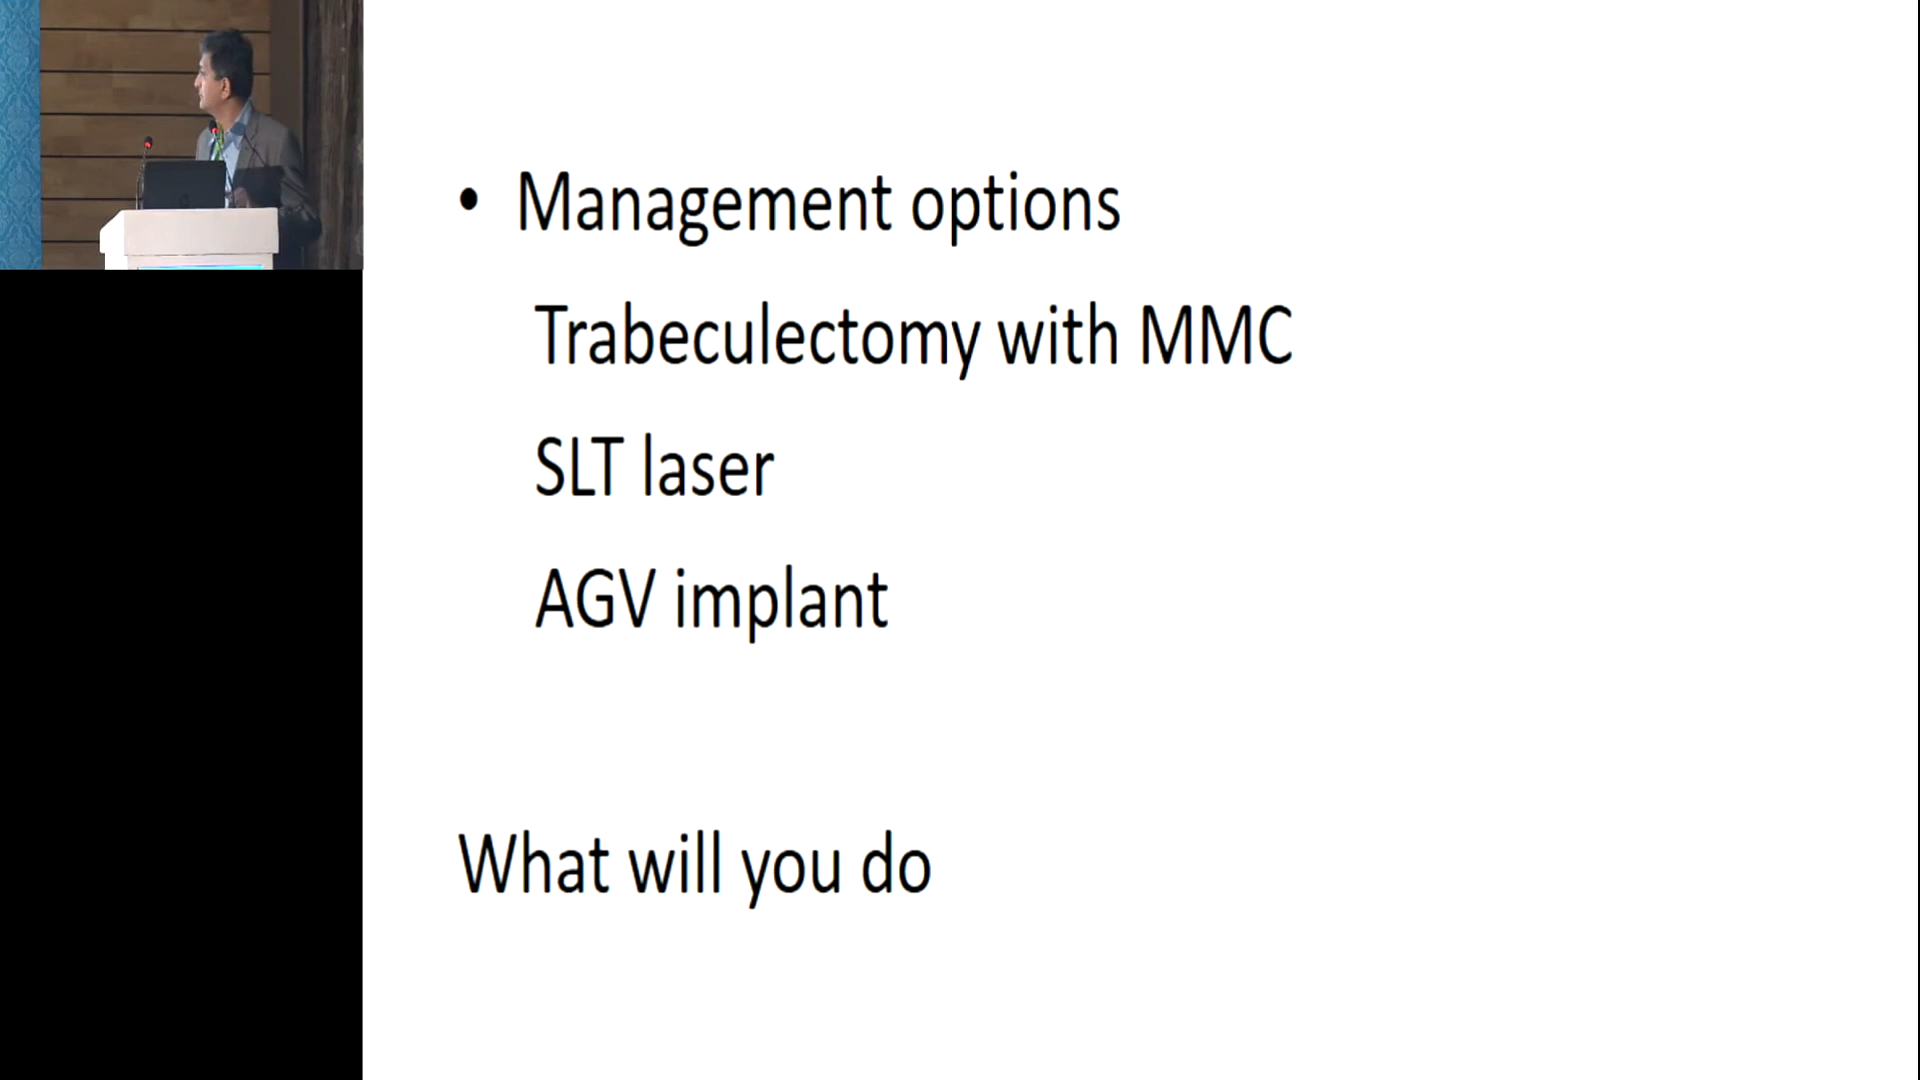 • Management options
Trabeculectomy with MMC
SLT laser
AGV implant
What will you do